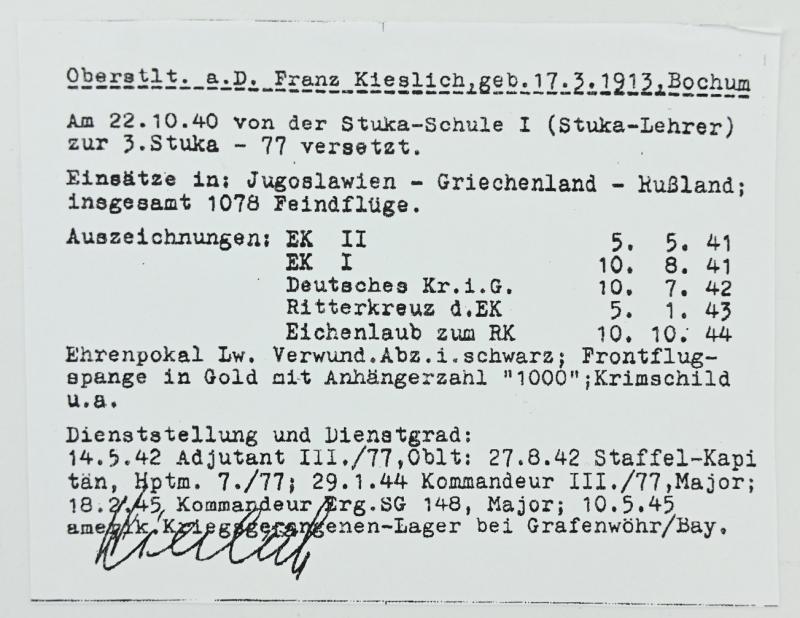 Oberstlt. a.D. Franz Kieslich,geb.17.3.1913,Bochum
Am 22.10.40 von der Stuka-Schule I (Stuka-Lehrer)
zur 3.Stuka - 77 versetzt.
Einsätze in: Jugoslawien - Griechenland - Rußland;
insgesamt 1078 Feindflüge.
Auszeichnungen: EK II 5. 5. 41
EK I 10. 8. 41
Deutsches Kr.i.G. 10. 7. 42
Ritterkreuz d.EK 5. 1. 43
Eichenlaub zum RK 10. 10. 44
Ehrenpokal Lw. Verwund.Abz.i.schwarz; Frontflug-
spange in Gold mit Anhängerzahl "1000";Krimschild
u.a.
Dienststellung und Dienstgrad:
14.5.42 Adjutant III./77,Oblt: 27.8.42 Staffel-Kapi
tän, Hptm. 7./77; 29.1.44 Kommandeur III./77,Major;
18.2.45 Kommandeur Erg.SG 148, Major; 10.5.45
amerik.Kriegsgefangenen-Lager bei Grafenwöhr/Bay.
Kieslich